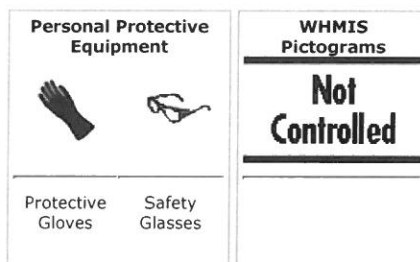 Personal Protective
Equipment
Protective
Gloves
Safety
Glasses
WHMIS
Pictograms
Not
Controlled